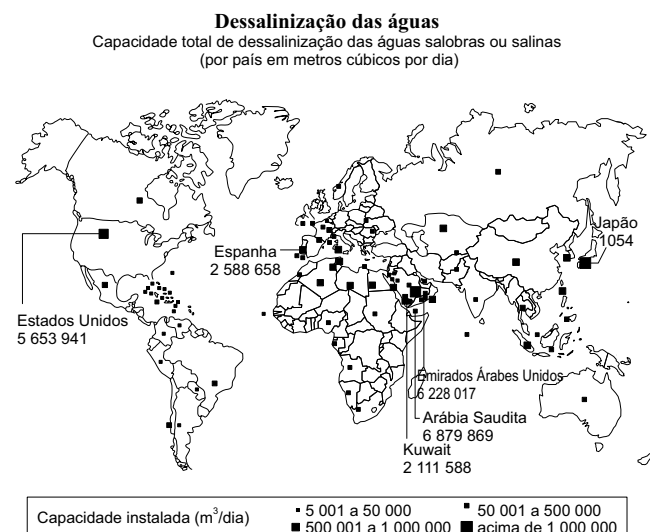 Dessalinização das águas
Capacidade total de dessalinização das águas salobras ou salinas
(por país em metros cúbicos por dia)
Japão
1054
Espanha
2 588 658
Estados Unidos
5 653 941
Emirados Árabes Unidos
6 228 017
Arábia Saudita
6 879 869
Kuwait
2 111 588
Capacidade instalada (m³/dia)
5 001 a 50 000
50 001 a 500 000
500 001 a 1 000 000
acima de 1 000 000